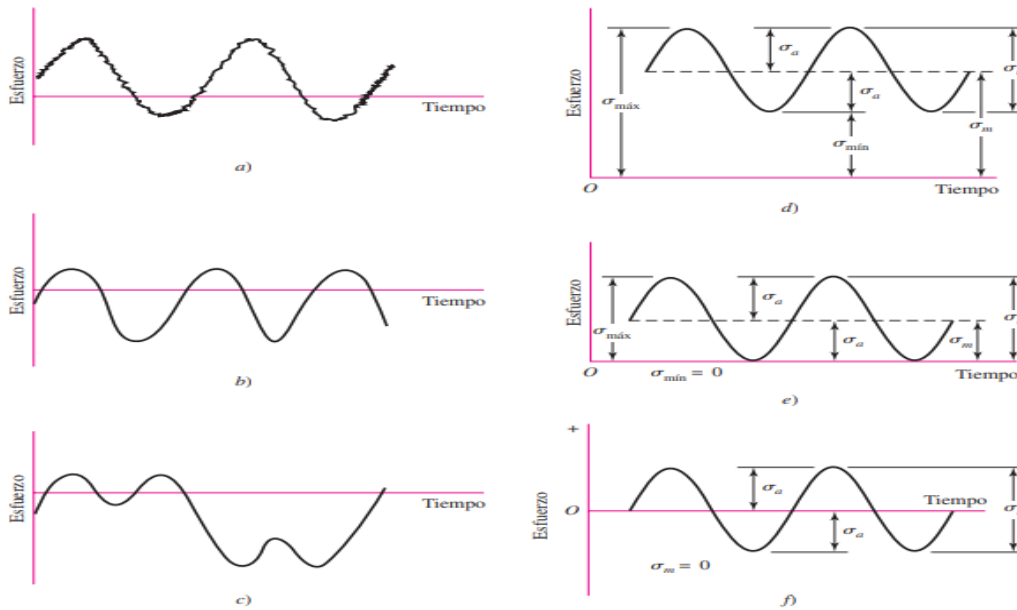 Esfuerzo
Tiempo
a)
Esfuerzo
Tiempo
b)
Esfuerzo
Tiempo
c)
Esfuerzo
σmáx
σa
σa
σmín
σm
σ
O
Tiempo
d)
Esfuerzo
σmáx
σa
σa
σm
σ
O
σmín = 0
Tiempo
e)
+
Esfuerzo
O
σa
σa
Tiempo
σ
σm = 0
f)